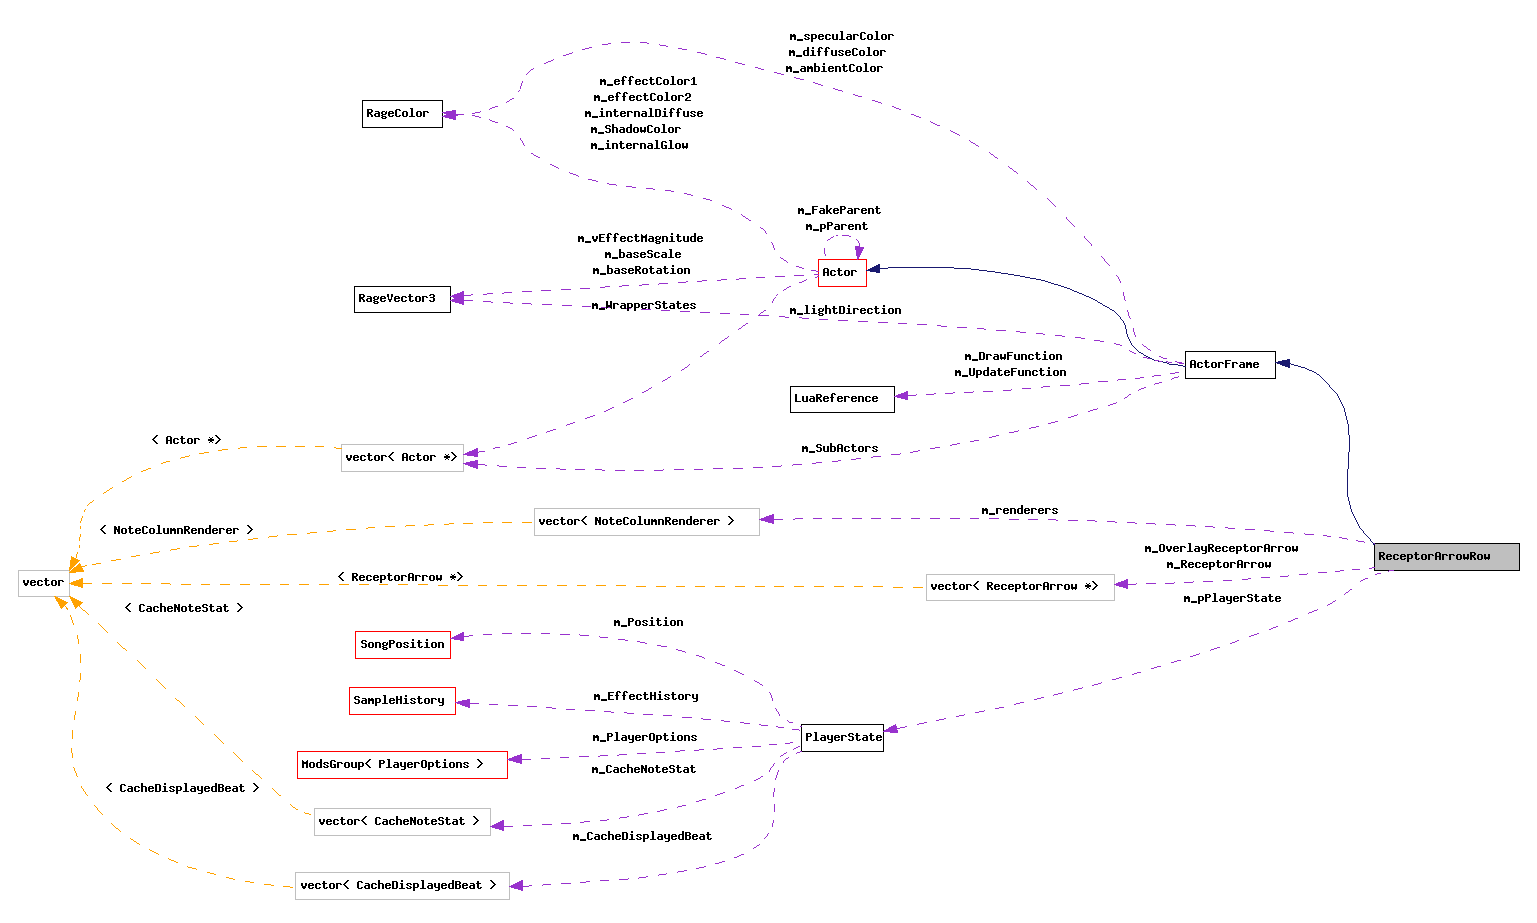 m_specularColor
m_diffuseColor
m_ambientColor
m_effectColor1
m_effectColor2
m_internalDiffuse
m_ShadowColor
m_internalGlow
RageColor
m_FakeParent
m_pParent
m_vEffectMagnitude
m_baseScale
m_baseRotation
Actor
RageVector3
m_WrapperStates
m_lightDirection
m_DrawFunction
m_UpdateFunction
ActorFrame
LuaReference
< Actor *>
vector< Actor *>
m_SubActors
m_renderers
vector< NoteColumnRenderer >
< NoteColumnRenderer >
m_OverlayReceptorArrow
m_ReceptorArrow
ReceptorArrowRow
vector
< ReceptorArrow *>
vector< ReceptorArrow *>
m_pPlayerState
< CacheNoteStat >
m_Position
SongPosition
m_EffectHistory
SampleHistory
m_PlayerOptions
PlayerState
ModsGroup< PlayerOptions >
m_CacheNoteStat
< CacheDisplayedBeat >
vector< CacheNoteStat >
m_CacheDisplayedBeat
vector< CacheDisplayedBeat >